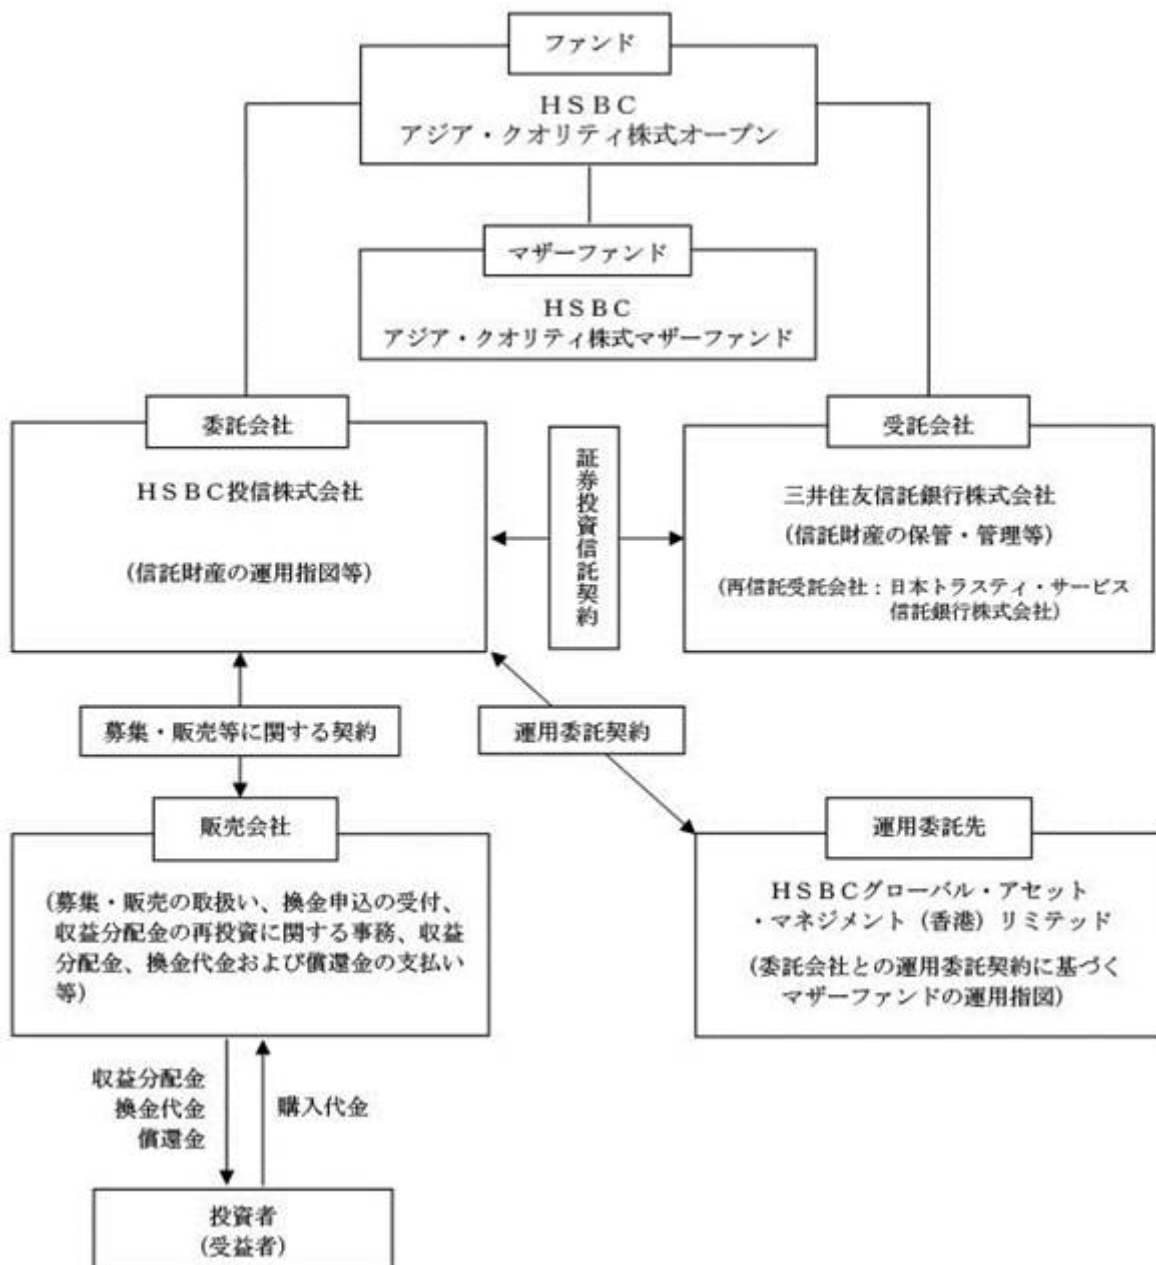 ファンド
HSBC
アジア・クオリティ株式オープン
マザーファンド
HSBC
アジア・クオリティ株式マザーファンド
委託会社
HSBC投信株式会社
(信託財産の運用指図等)
証券投資信託契約
受託会社
三井住友信託銀行株式会社
(信託財産の保管・管理等)
(再信託受託会社:日本トラスティ・サービス
信託銀行株式会社)
募集・販売等に関する契約
運用委託契約
販売会社
(募集・販売の取扱い、換金申込の受付、
収益分配金の再投資に関する事務、収益
分配金、換金代金および償還金の支払い
等)
運用委託先
HSBCグローバル・アセット
・マネジメント(香港)リミテッド
(委託会社との運用委託契約に基づく
マザーファンドの運用指図)
収益分配金
換金代金
償還金
購入代金
投資者
(受益者)